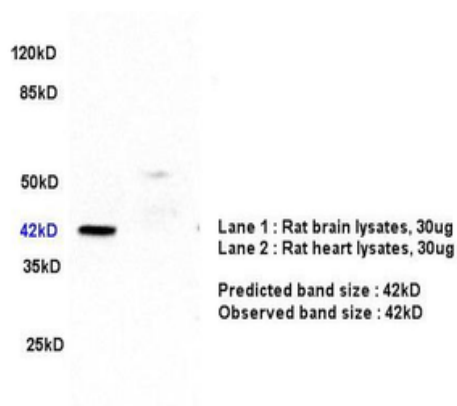 120kD
85kD
50kD
42kD
35kD
25kD
Lane 1 : Rat brain lysates, 30ug
Lane 2 : Rat heart lysates, 30ug
Predicted band size : 42kD
Observed band size : 42kD